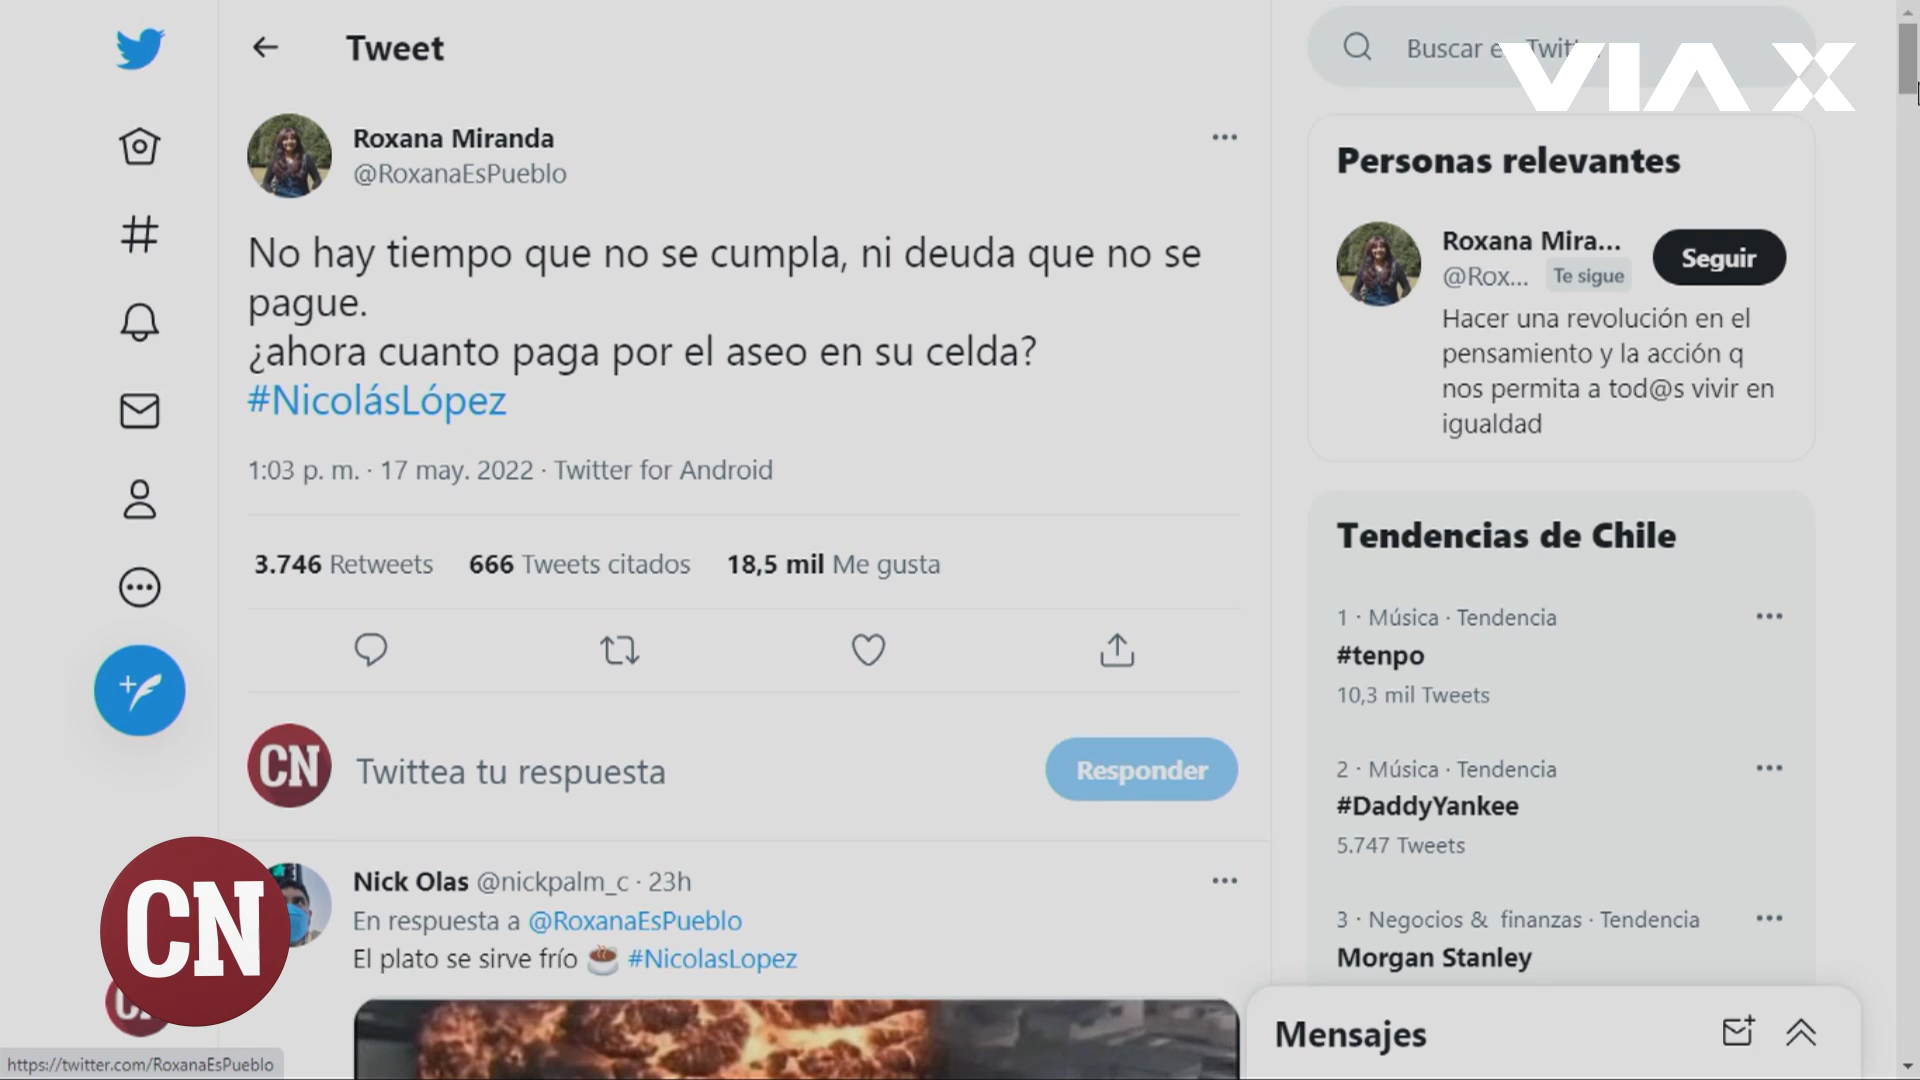 Tweet
Roxana Miranda
@RoxanaEsPueblo
No hay tiempo que no se cumpla, ni deuda que no se
pague.
¿ahora cuanto paga por el aseo en su celda?
#NicolásLópez
1:03 p. m. · 17 may. 2022 · Twitter for Android
3.746 Retweets 666 Tweets citados 18,5 mil Me gusta
CN
Twittea tu respuesta
Responder
Nick Olas @nickpalm_c · 23h
En respuesta a @RoxanaEsPueblo
El plato se sirve frío ☕ #NicolasLopez
CN
https://twitter.com/RoxanaEsPueblo
Buscar e
VIA X
Personas relevantes
Roxana Mira...
@Rox... Te sigue
Seguir
Hacer una revolución en el
pensamiento y la acción q
nos permita a tod@s vivir en
igualdad
Tendencias de Chile
1 · Música · Tendencia
#tenpo
10,3 mil Tweets
2 · Música · Tendencia
#DaddyYankee
5.747 Tweets
3 · Negocios & finanzas · Tendencia
Morgan Stanley
Mensajes